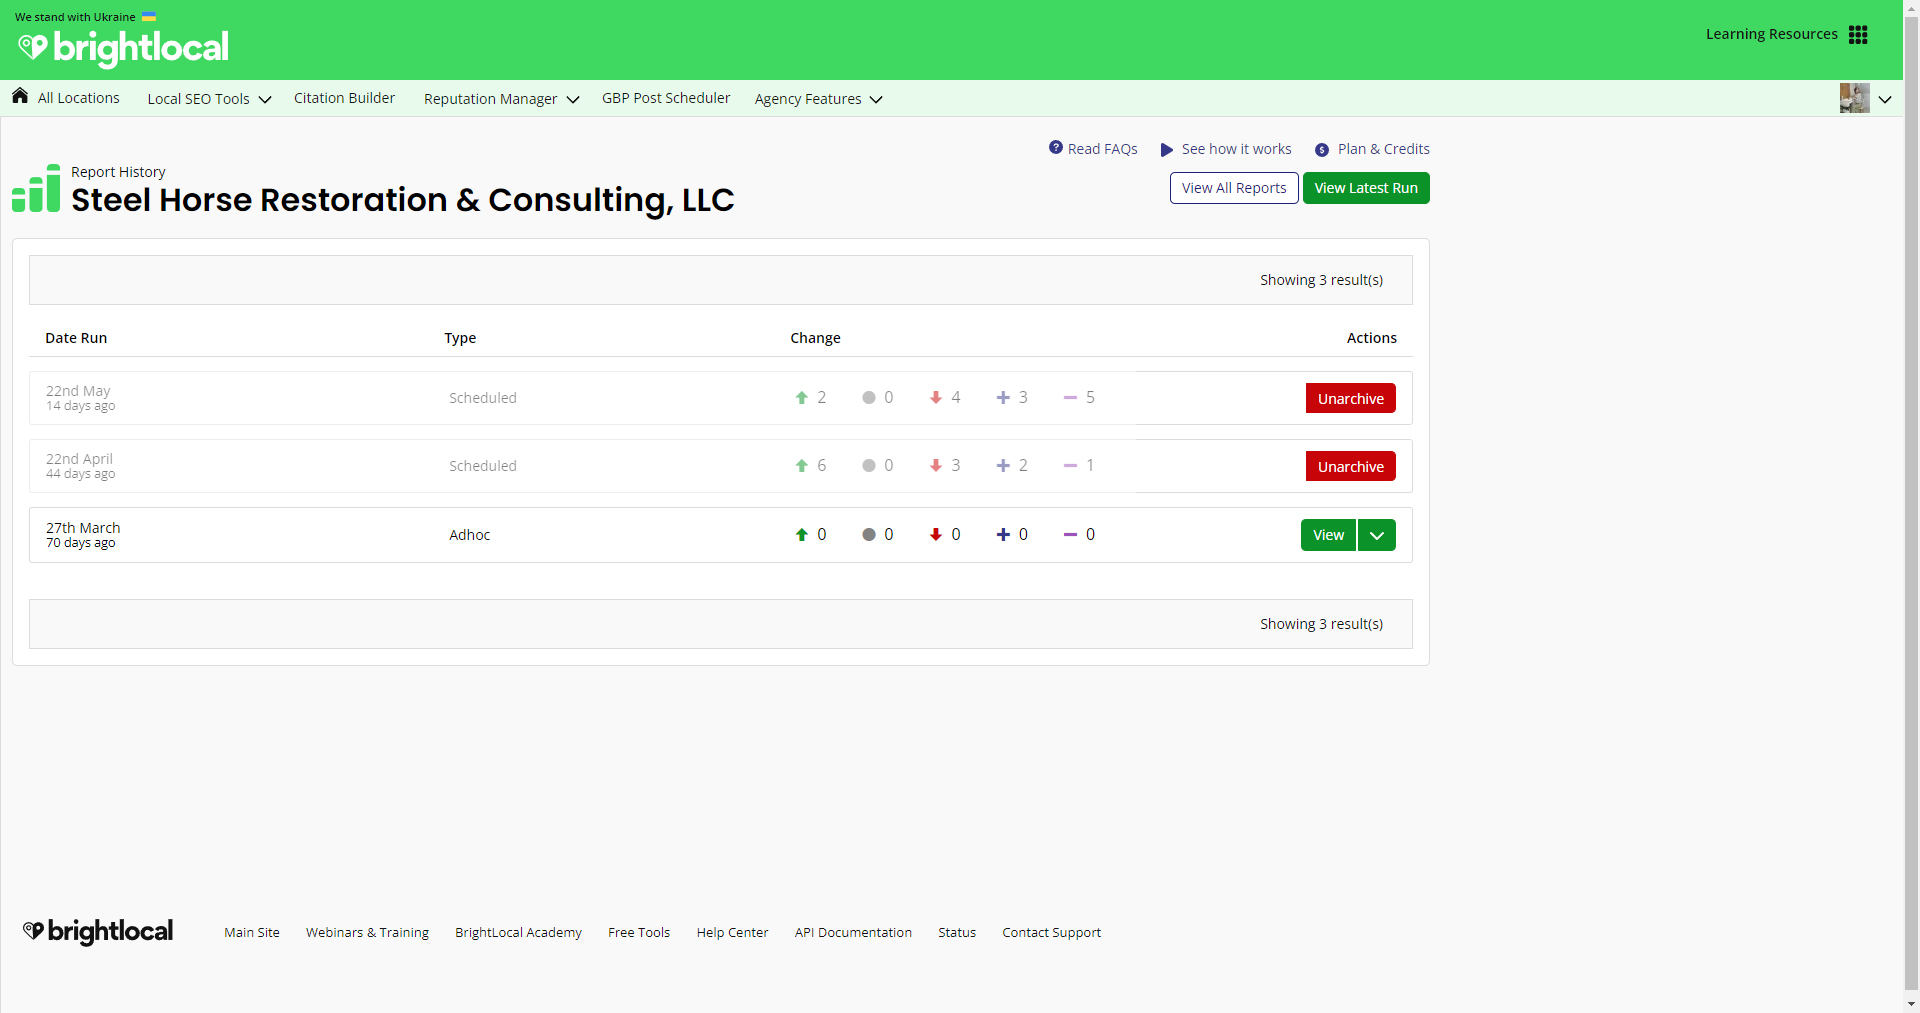 We stand with Ukraine
brightlocal
Learning Resources
All Locations
Local SEO Tools
Citation Builder
Reputation Manager
GBP Post Scheduler
Agency Features
Read FAQs
See how it works
Plan & Credits
Report History
Steel Horse Restoration & Consulting, LLC
View All Reports
View Latest Run
Showing 3 result(s)
Date Run Type Change Actions
22nd May
14 days ago
Scheduled 2 0 4 3 5 Unarchive
22nd April
44 days ago
Scheduled 6 0 3 2 1 Unarchive
27th March
70 days ago
Adhoc 0 0 0 0 0 View
Showing 3 result(s)
brightlocal
Main Site Webinars & Training BrightLocal Academy Free Tools Help Center API Documentation Status Contact Support